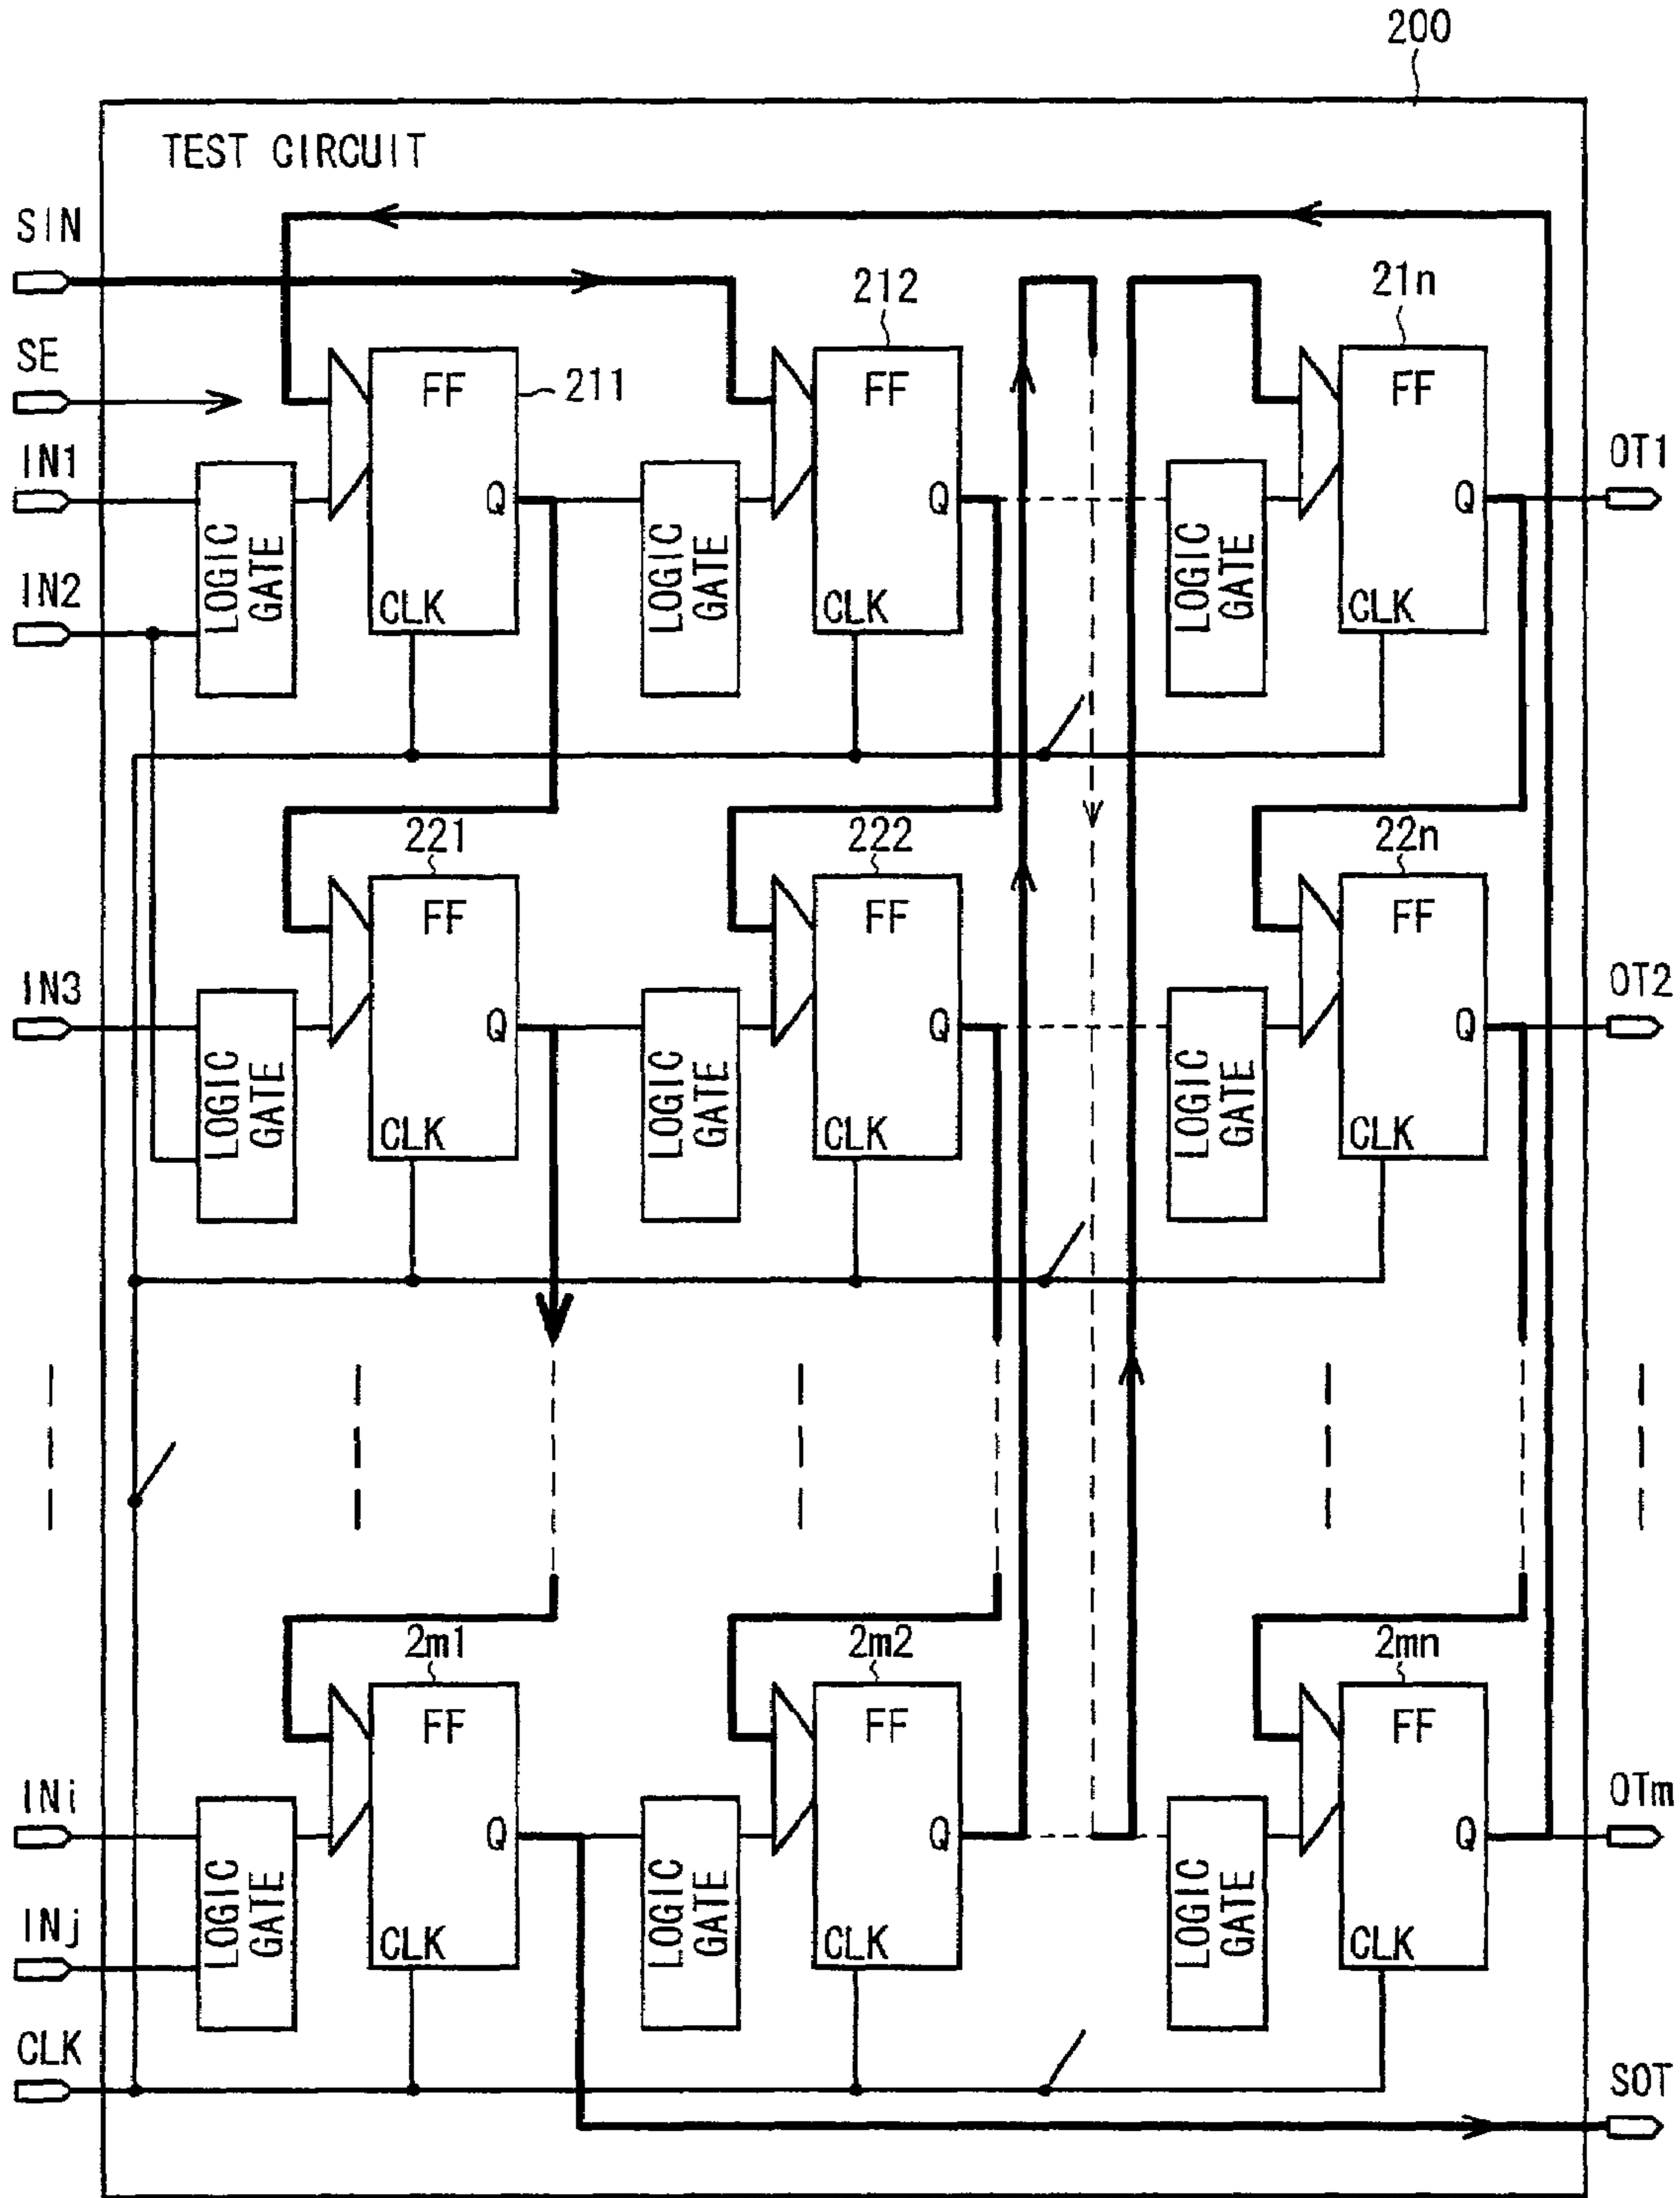 200
TEST CIRCUIT
SIN
SE
IN1
IN2
212
21n
FF
211
FF
FF
Q
Q
Q
OT1
LOGIC GATE
LOGIC GATE
LOGIC GATE
CLK
CLK
CLK
221
222
22n
FF
FF
FF
IN3
Q
Q
Q
OT2
LOGIC GATE
LOGIC GATE
LOGIC GATE
CLK
CLK
CLK
2m1
2m2
2mn
FF
FF
FF
INi
Q
Q
Q
OTm
LOGIC GATE
LOGIC GATE
LOGIC GATE
INj
CLK
CLK
CLK
CLK
SOT